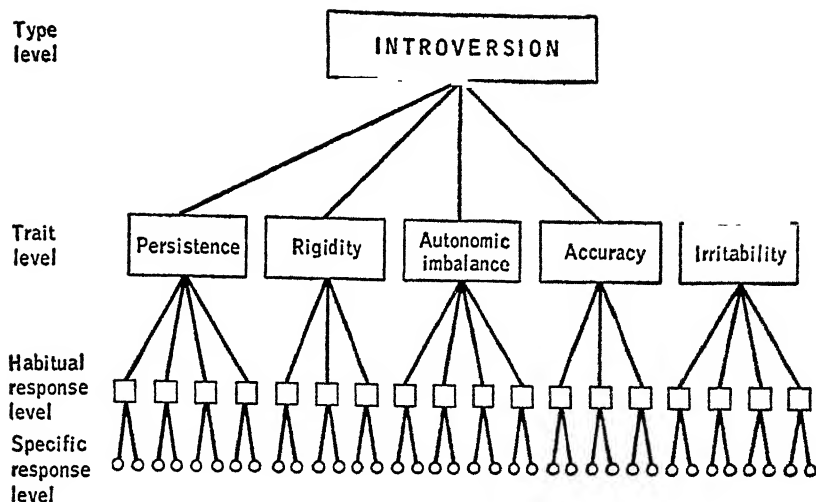 Type
level
INTROVERSION
Trait
level
Persistence
Rigidity
Autonomic
imbalance
Accuracy
Irritability
Habitual
response
level
Specific
response
level